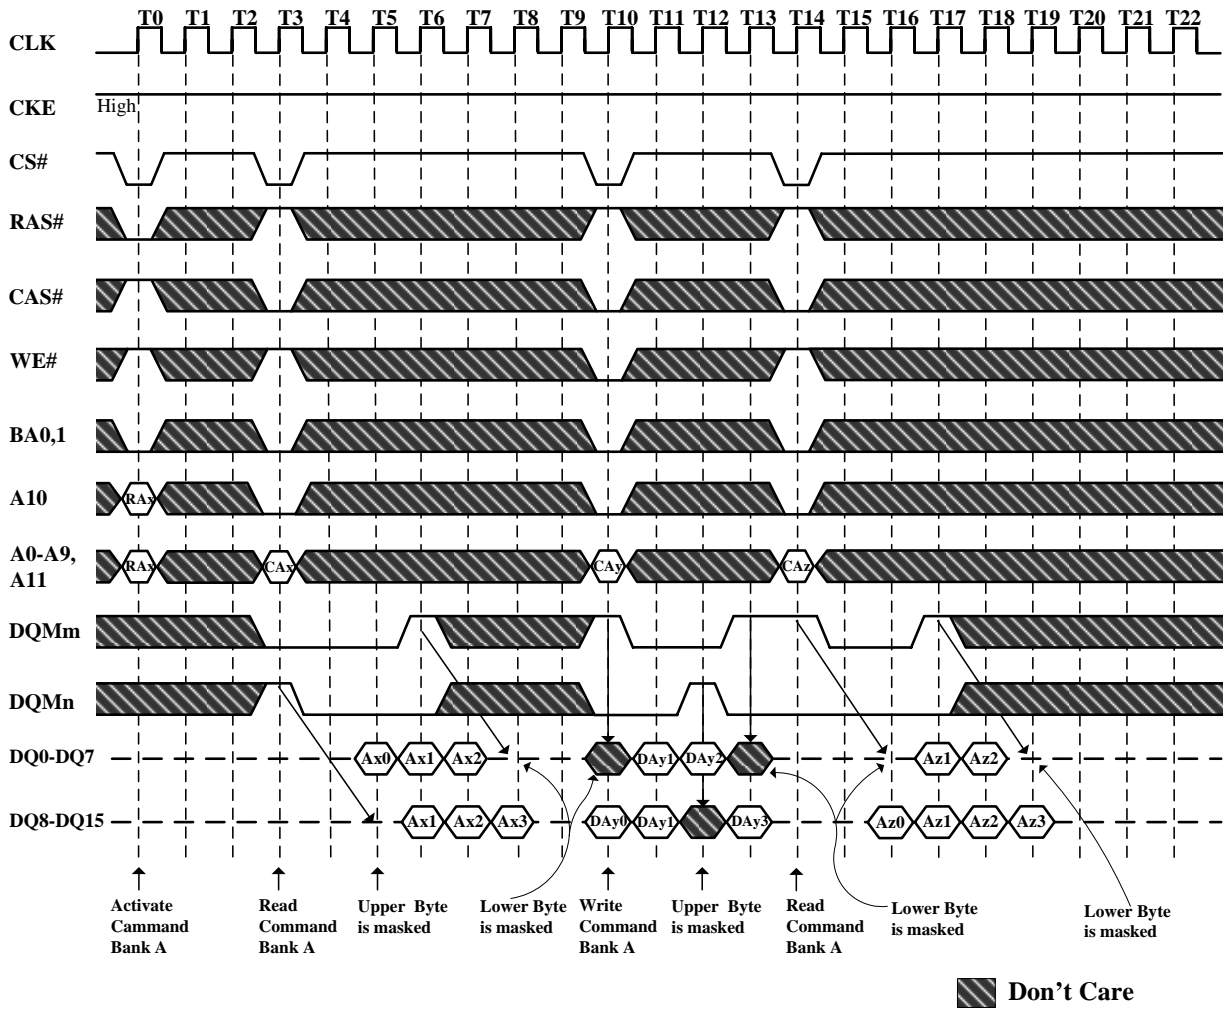 T0 T1 T2 T3 T4 T5 T6 T7 T8 T9 T10 T11 T12 T13 T14 T15 T16 T17 T18 T19 T20 T21 T22
CLK
CKE High
CS#
RAS#
CAS#
WE#
BA0,1
A10 RAx
A0-A9,
A11 RAx CAx CAy CAz
DQMm
DQMn
DQ0-DQ7 Ax0 Ax1 Ax2 DAy1 DAy2 Az1 Az2
DQ8-DQ15 Ax1 Ax2 Ax3 DAy0 DAy1 DAy3 Az0 Az1 Az2 Az3
Activate
Cammand
Bank A
Read
Command
Bank A
Upper Byte
is masked
Lower Byte
is masked
Write
Command
Bank A
Upper Byte
is masked
Read
Command
Bank A
Lower Byte
is masked
Lower Byte
is masked
Don't Care